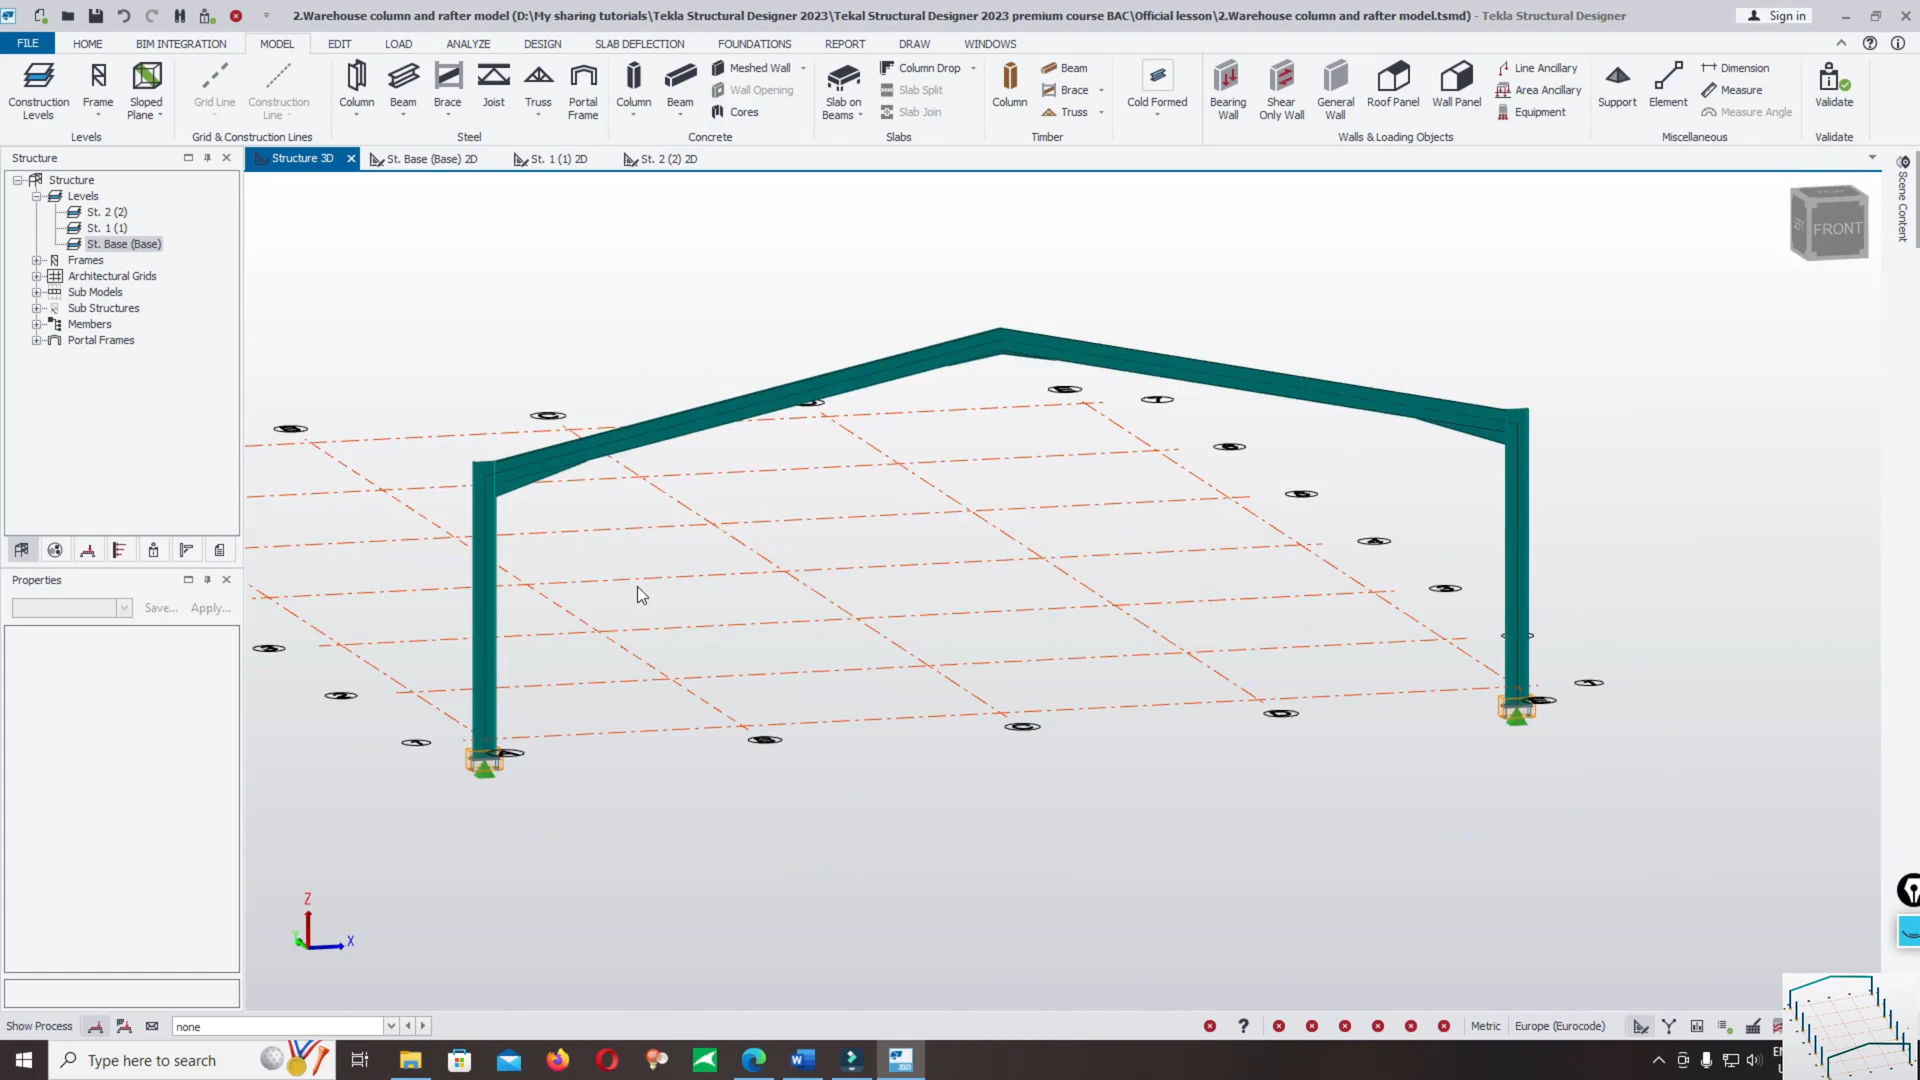 2.Warehouse column and rafter model (D:\My sharing tutorials\Tekla Structural Designer 2023\Tekal Structural Designer 2023 premium course BAC\Official lesson\2.Warehouse column and rafter model.tsmd) - Tekla Structural Designer
Sign in
FILE HOME BIM INTEGRATION MODEL EDIT LOAD ANALYZE DESIGN SLAB DEFLECTION FOUNDATIONS REPORT DRAW WINDOWS
Construction Levels
Frame
Sloped Plane
Levels
Grid Line
Construction Line
Grid & Construction Lines
Column
Beam
Brace
Joist
Truss
Portal Frame
Steel
Column
Beam
Meshed Wall
Wall Opening
Cores
Concrete
Slab on Beams
Column Drop
Slab Split
Slab Join
Slabs
Column
Beam
Brace
Truss
Timber
Cold Formed
Bearing Wall
Shear Only Wall
General Wall
Roof Panel
Wall Panel
Line Ancillary
Area Ancillary
Equipment
Walls & Loading Objects
Support
Element
Dimension
Measure
Measure Angle
Miscellaneous
Validate
Validate
Structure
Structure 3D
St. Base (Base) 2D
St. 1 (1) 2D
St. 2 (2) 2D
Scene Content
Structure
Levels
St. 2 (2)
St. 1 (1)
St. Base (Base)
Frames
Architectural Grids
Sub Models
Sub Structures
Members
Portal Frames
Properties
Save... Apply...
TOP
FRONT
C
E
7
6
5
4
3
2
1
A
B
C
D
E
1
Z
Y
X
Show Process
none
Metric
Europe (Eurocode)
Type here to search